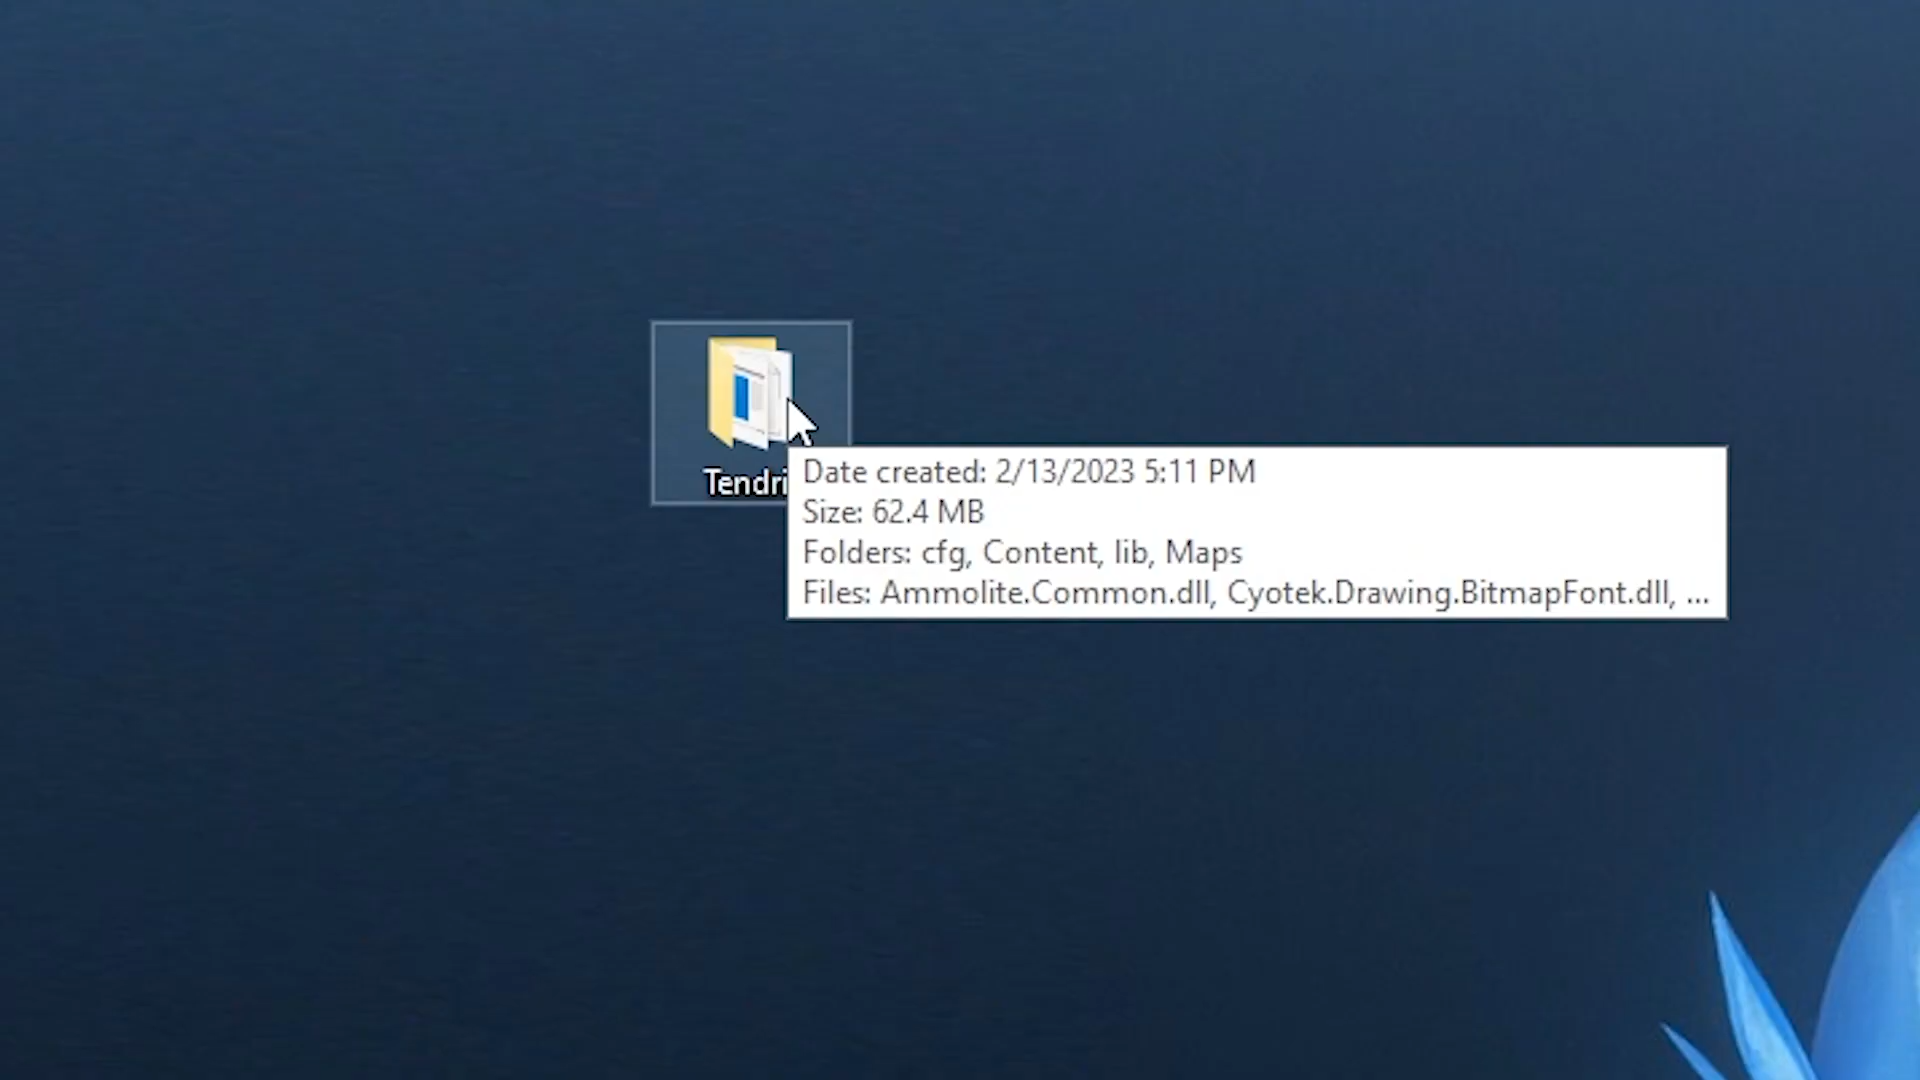 Tendri
Date created: 2/13/2023 5:11 PM
Size: 62.4 MB
Folders: cfg, Content, lib, Maps
Files: Ammolite.Common.dll, Cyotek.Drawing.BitmapFont.dll, ...